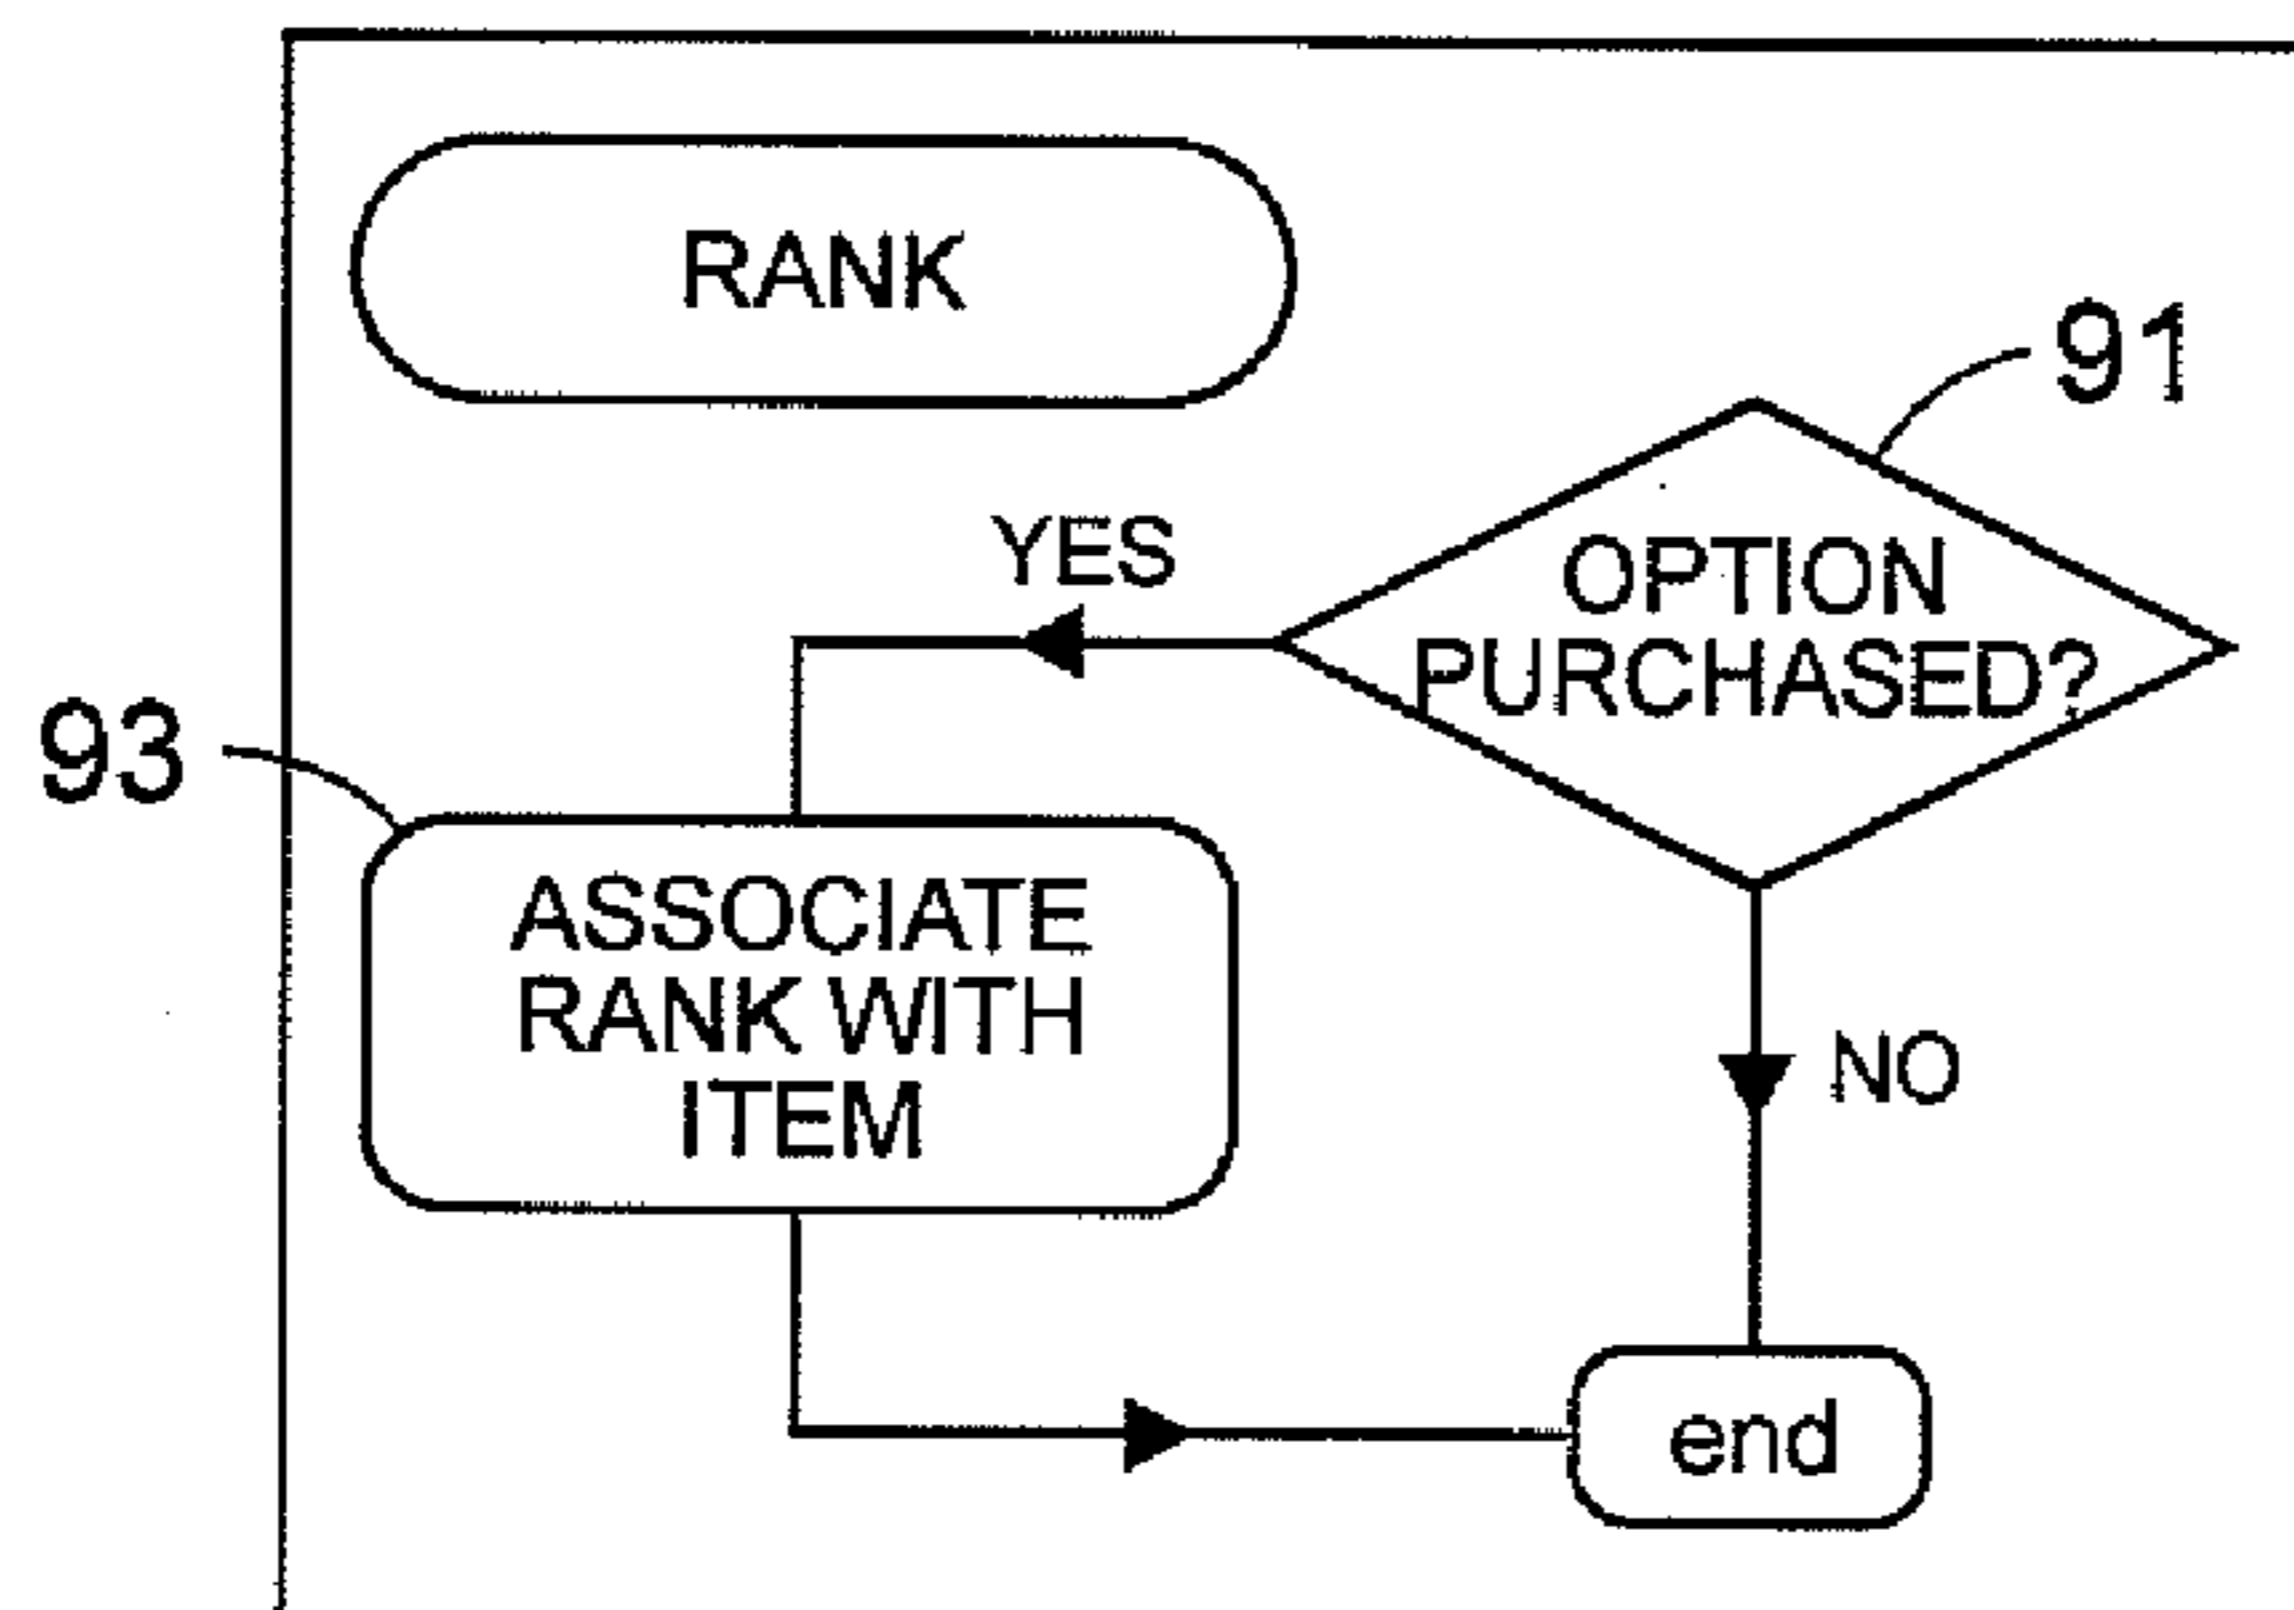 RANK
91
YES
OPTION
PURCHASED?
93
ASSOCIATE
RANK WITH
ITEM
NO
end